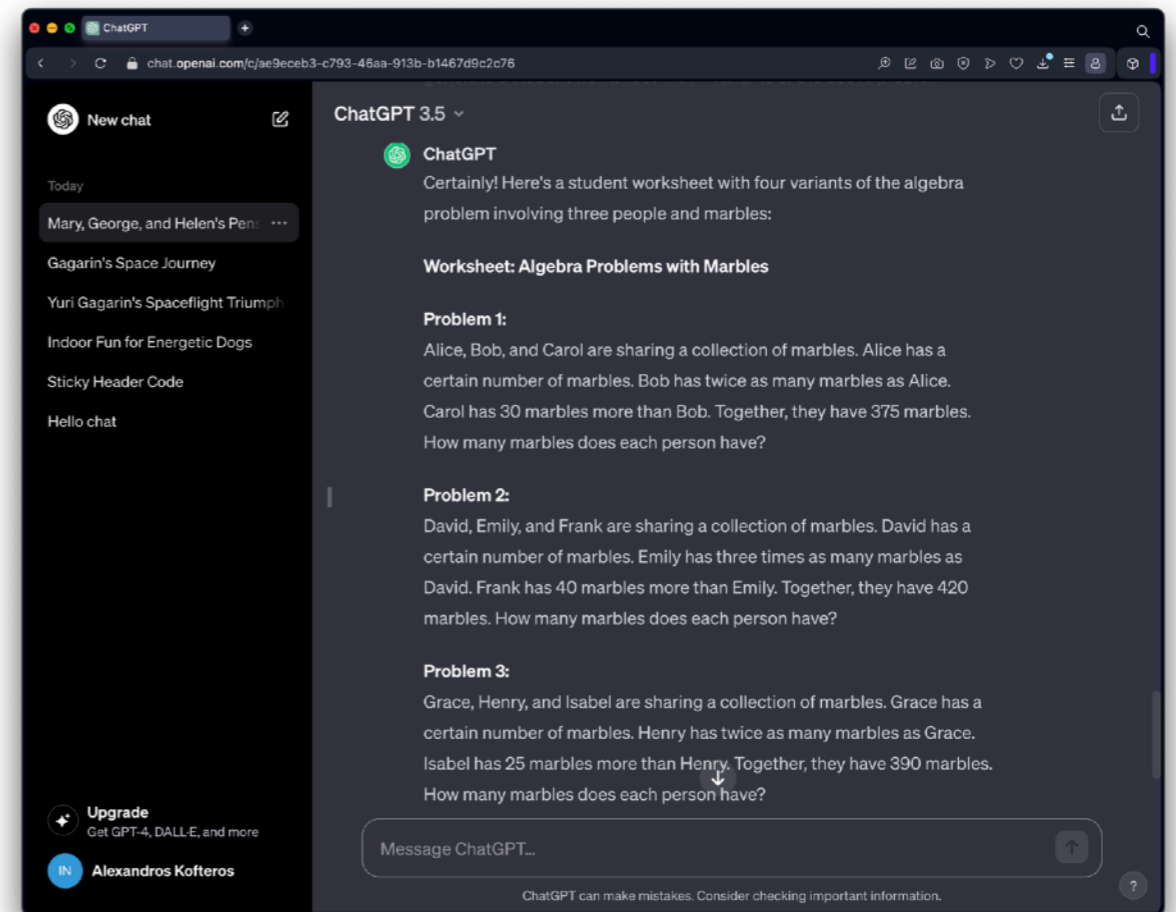 ChatGPT
chat.openai.com/c/ae9eceb3-c793-46aa-913b-b1467d9c2c76
New chat
Today
Mary, George, and Helen's Pen
Gagarin's Space Journey
Yuri Gagarin's Spaceflight Triumph
Indoor Fun for Energetic Dogs
Sticky Header Code
Hello chat
Upgrade
Get GPT-4, DALL·E, and more
IN
Alexandros Kofteros
ChatGPT 3.5
ChatGPT
Certainly! Here's a student worksheet with four variants of the algebra
problem involving three people and marbles:
Worksheet: Algebra Problems with Marbles
Problem 1:
Alice, Bob, and Carol are sharing a collection of marbles. Alice has a
certain number of marbles. Bob has twice as many marbles as Alice.
Carol has 30 marbles more than Bob. Together, they have 375 marbles.
How many marbles does each person have?
Problem 2:
David, Emily, and Frank are sharing a collection of marbles. David has a
certain number of marbles. Emily has three times as many marbles as
David. Frank has 40 marbles more than Emily. Together, they have 420
marbles. How many marbles does each person have?
Problem 3:
Grace, Henry, and Isabel are sharing a collection of marbles. Grace has a
certain number of marbles. Henry has twice as many marbles as Grace.
Isabel has 25 marbles more than Henry. Together, they have 390 marbles.
How many marbles does each person have?
Message ChatGPT...
ChatGPT can make mistakes. Consider checking important information.
?